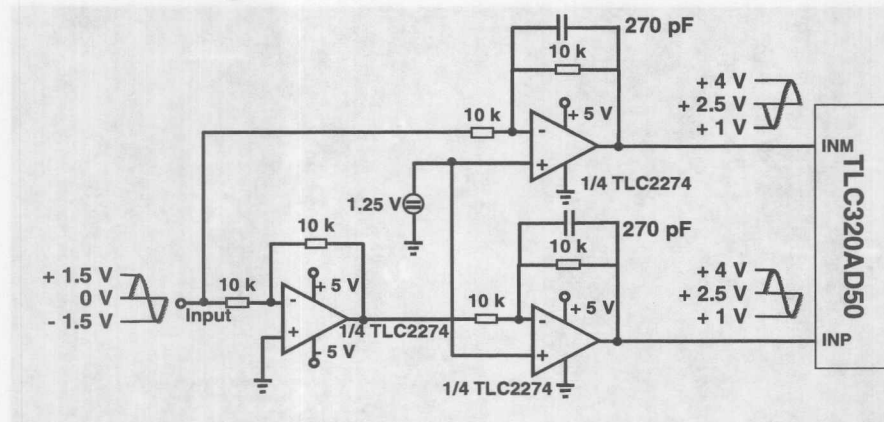 270 pF
10 k
+ 4 V
+ 2.5 V
+ 1 V
10 k
+ 5 V
-
+
INM
1/4 TLC2274
1.25 V
270 pF
10 k
10 k
+ 1.5 V
0 V
- 1.5 V
Input
10 k
+ 5 V
-
+
1/4 TLC2274
- 5 V
10 k
+ 5 V
-
+
1/4 TLC2274
+ 4 V
+ 2.5 V
+ 1 V
INP
TLC320AD50